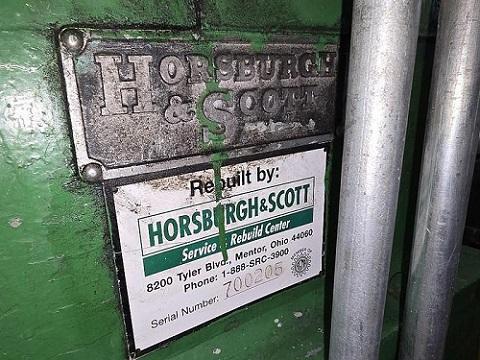 HORSBURGH
& SCOTT
Rebuilt by:
HORSBURGH&SCOTT
Service & Rebuild Center
8200 Tyler Blvd., Mentor, Ohio 44060
Phone: 1-888-SRC-3900
Serial Number: 700206